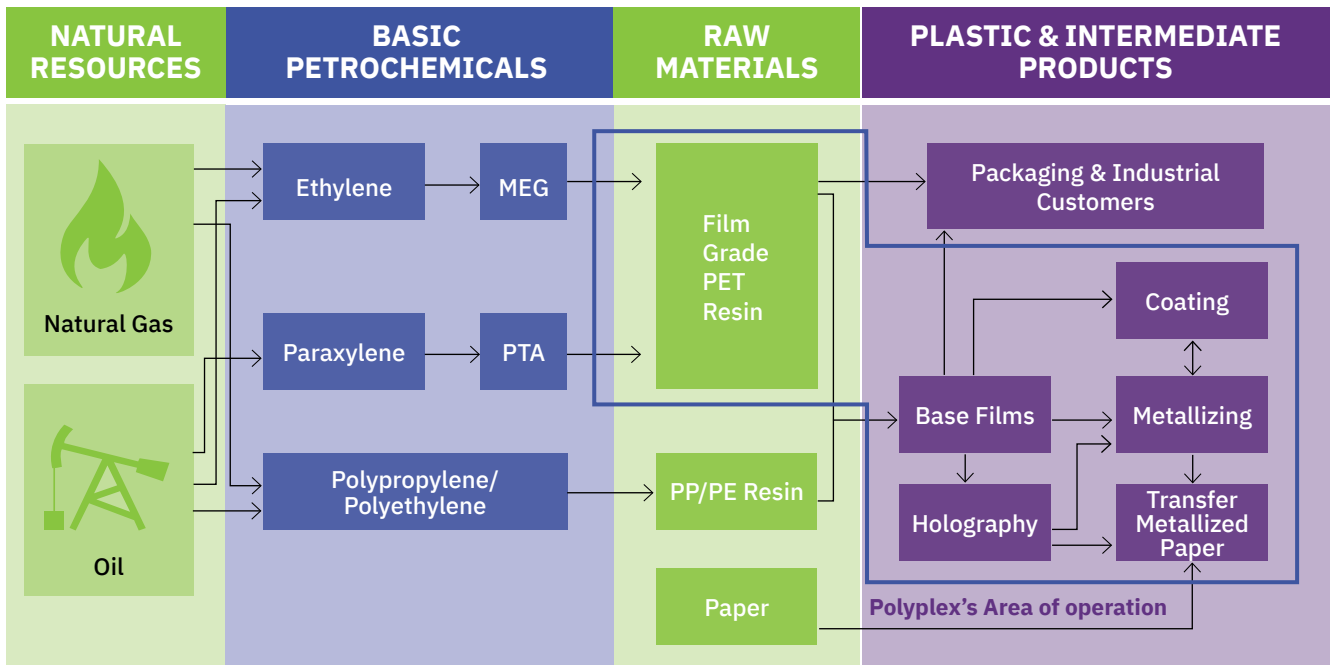 NATURAL
RESOURCES
BASIC
PETROCHEMICALS
RAW
MATERIALS
PLASTIC & INTERMEDIATE
PRODUCTS
Natural Gas
Oil
Ethylene
MEG
Paraxylene
PTA
Polypropylene/
Polyethylene
Film
Grade
PET
Resin
PP/PE Resin
Paper
Packaging & Industrial
Customers
Coating
Base Films
Metallizing
Holography
Transfer
Metallized
Paper
Polyplex’s Area of operation